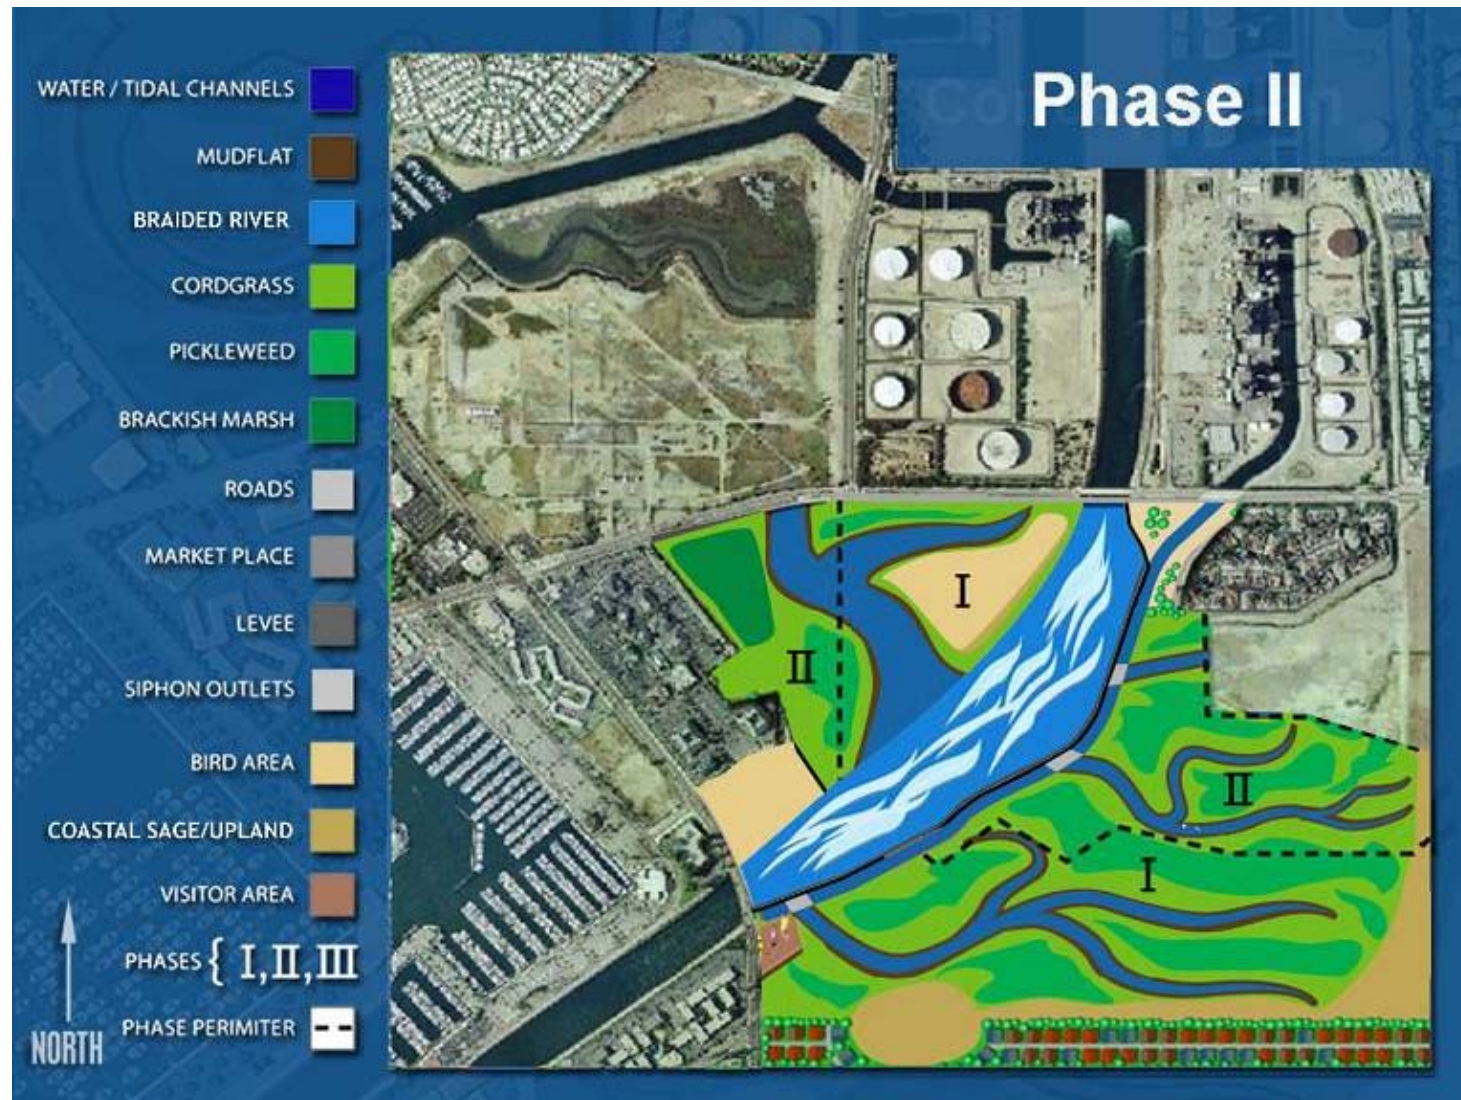 Phase II
WATER / TIDAL CHANNELS
MUDFLAT
BRAIDED RIVER
CORDGRASS
PICKLEWEED
BRACKISH MARSH
ROADS
MARKET PLACE
LEVEE
SIPHON OUTLETS
BIRD AREA
COASTAL SAGE/UPLAND
VISITOR AREA
PHASES { I,II,III
PHASE PERIMITER
NORTH
I
II
II
I